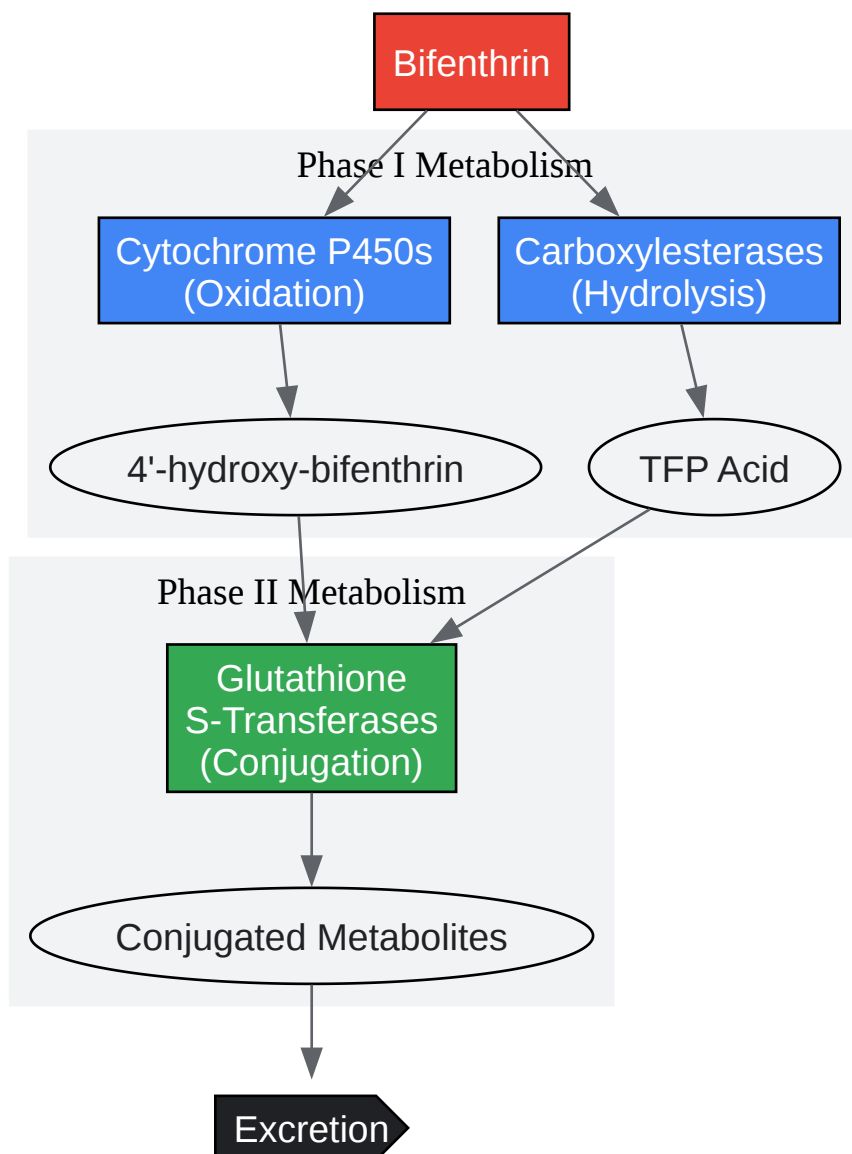 Bifenthrin
Phase I Metabolism
Cytochrome P450s
(Oxidation)
Carboxylesterases
(Hydrolysis)
4'-hydroxy-bifenthrin
TFP Acid
Phase II Metabolism
Glutathione
S-Transferases
(Conjugation)
Conjugated Metabolites
Excretion